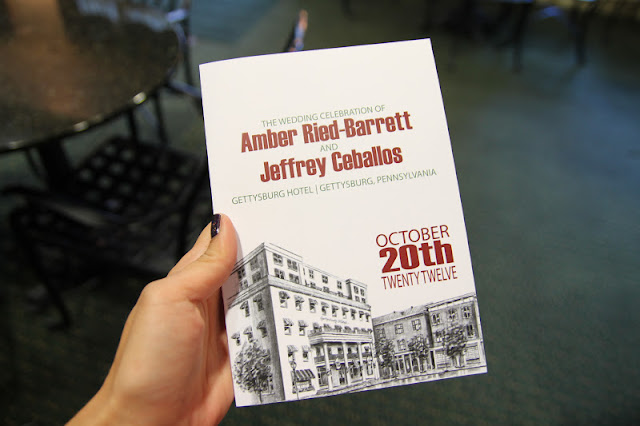 THE WEDDING CELEBRATION OF
Amber Ried-Barrett
AND
Jeffrey Ceballos
GETTYSBURG HOTEL | GETTYSBURG, PENNSYLVANIA
OCTOBER
20th
TWENTY TWELVE